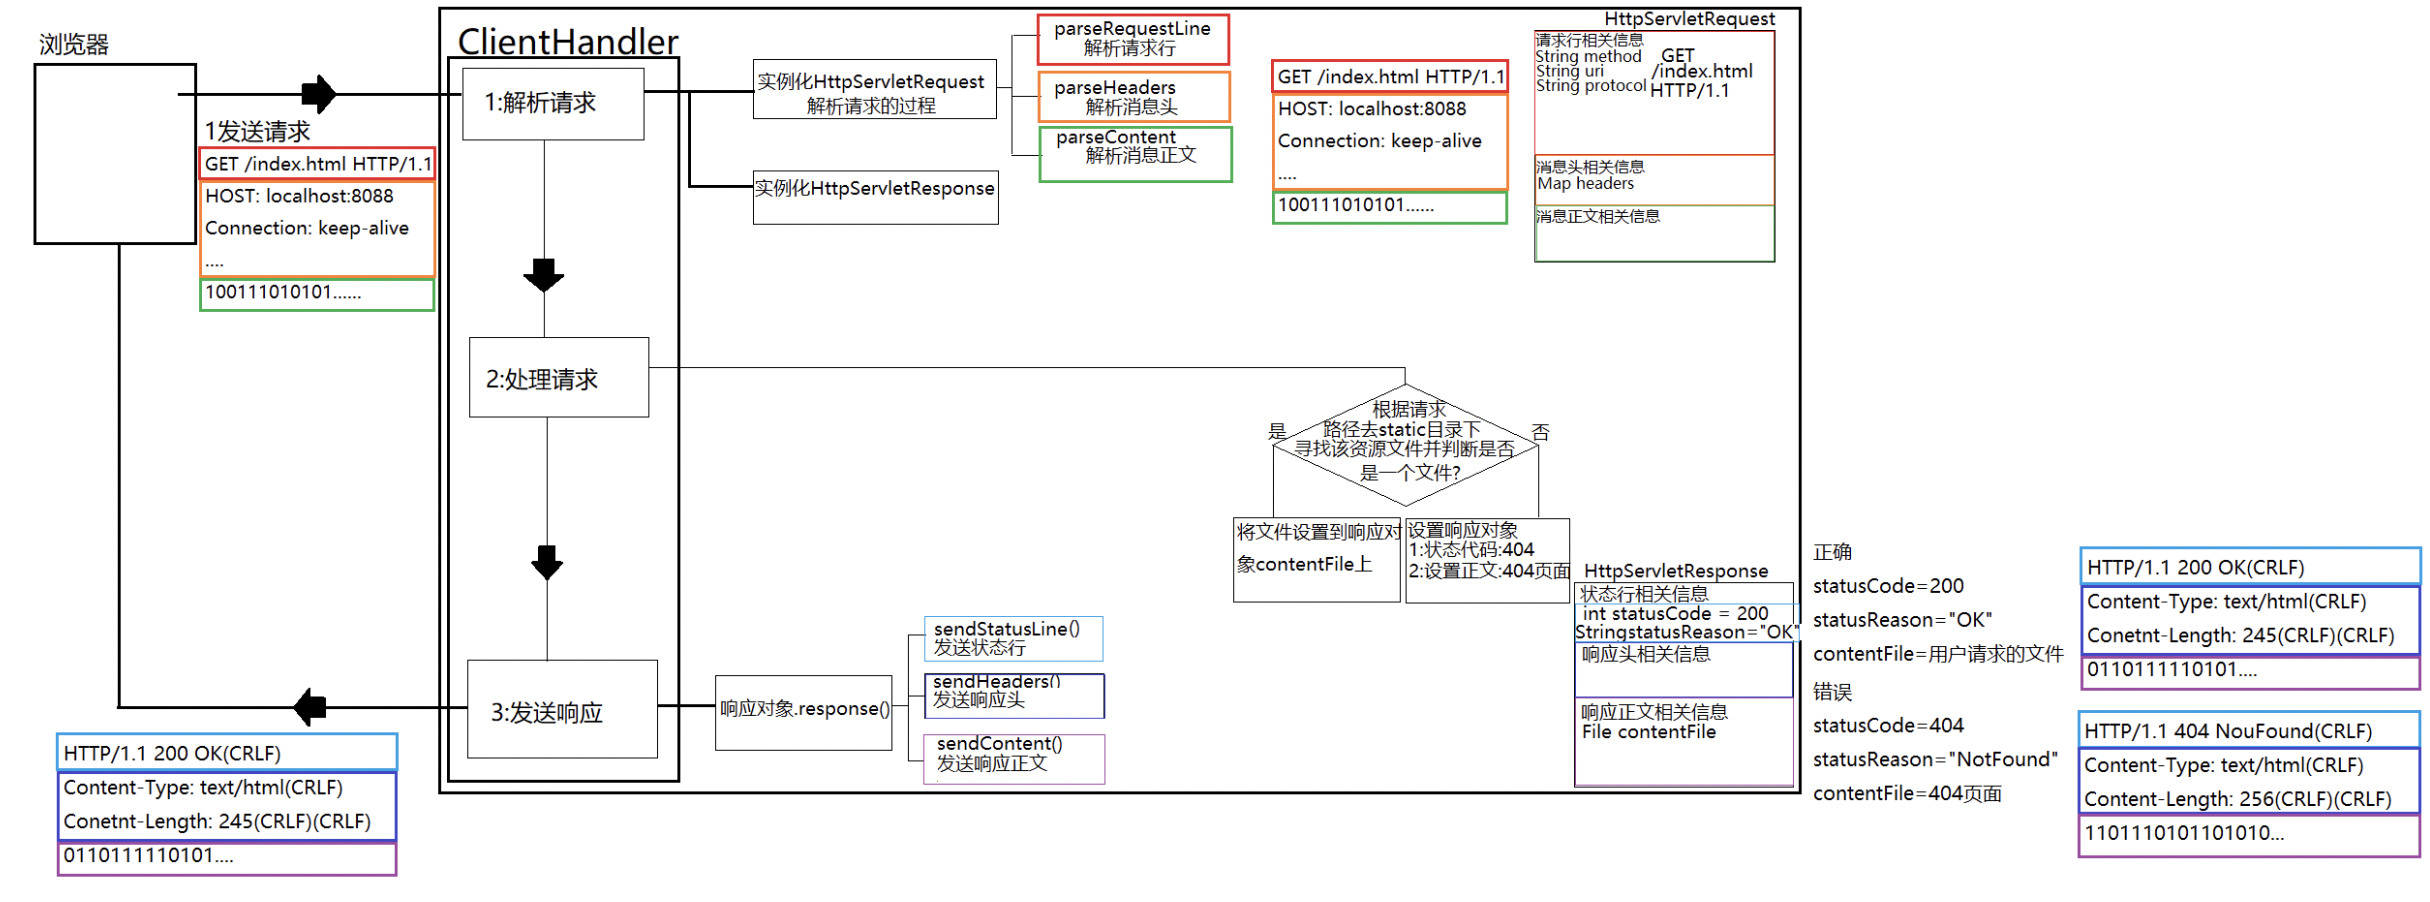 浏览器
1发送请求
GET /index.html HTTP/1.1
HOST: localhost:8088
Connection: keep-alive
....
100111010101......
ClientHandler
1:解析请求
实例化HttpServletRequest
解析请求的过程
实例化HttpServletResponse
parseRequestLine
解析请求行
parseHeaders
解析消息头
parseContent
解析消息正文
GET /index.html HTTP/1.1
HOST: localhost:8088
Connection: keep-alive
....
100111010101......
HttpServletRequest
请求行相关信息
String method GET
String uri /index.html
String protocol HTTP/1.1
消息头相关信息
Map headers
消息正文相关信息
2:处理请求
根据请求
路径去static目录下
寻找该资源文件并判断是否
是一个文件?
是
否
将文件设置到响应对
象contentFile上
设置响应对象
1:状态代码:404
2:设置正文:404页面
3:发送响应
响应对象.response()
sendStatusLine()
发送状态行
sendHeaders()
发送响应头
sendContent()
发送响应正文
HttpServletResponse
状态行相关信息
int statusCode = 200
StringstatusReason="OK"
响应头相关信息
响应正文相关信息
File contentFile
正确
statusCode=200
statusReason="OK"
contentFile=用户请求的文件
错误
statusCode=404
statusReason="NotFound"
contentFile=404页面
HTTP/1.1 200 OK(CRLF)
Content-Type: text/html(CRLF)
Conetnt-Length: 245(CRLF)(CRLF)
0110111110101....
HTTP/1.1 404 NouFound(CRLF)
Content-Type: text/html(CRLF)
Content-Length: 256(CRLF)(CRLF)
1101110101101010...
HTTP/1.1 200 OK(CRLF)
Content-Type: text/html(CRLF)
Conetnt-Length: 245(CRLF)(CRLF)
0110111110101....